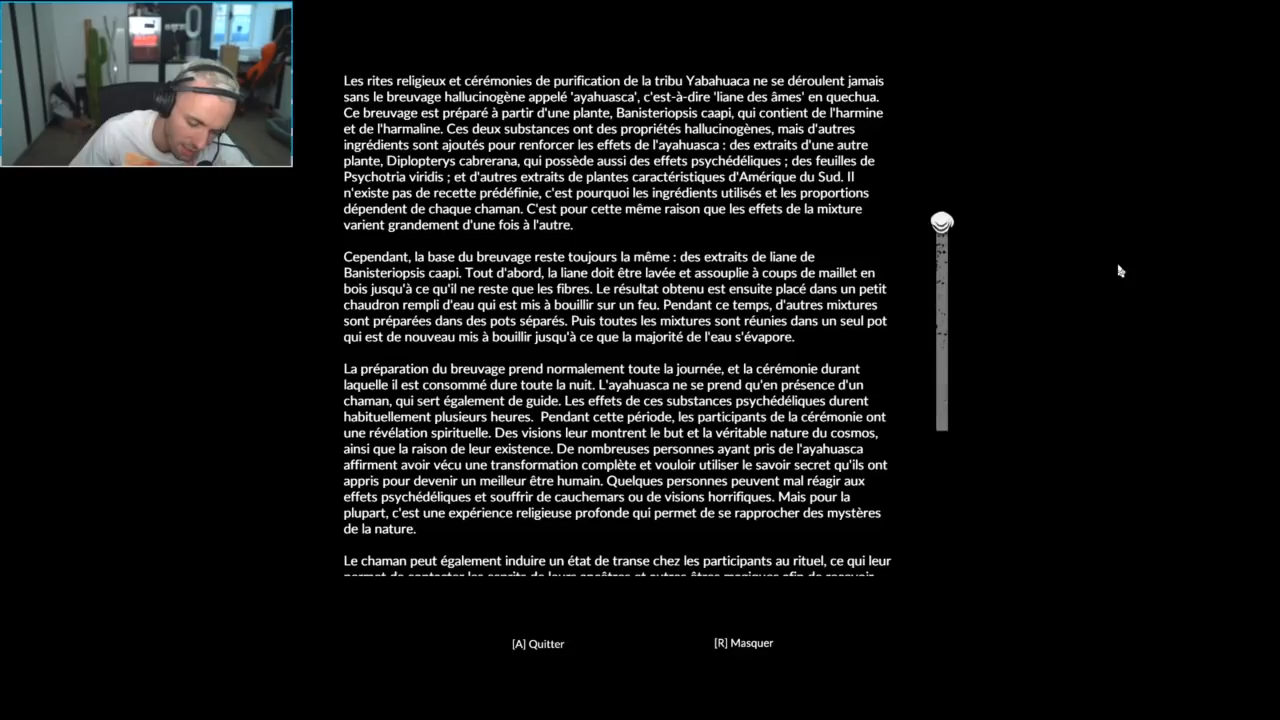 Les rites religieux et cérémonies de purification de la tribu Yabahuaca ne se déroulent jamais
sans le breuvage hallucinogène appelé 'ayahuasca', c'est-à-dire 'liane des âmes' en quechua.
Ce breuvage est préparé à partir d'une plante, Banisteriopsis caapi, qui contient de l'harmine
et de l'harmaline. Ces deux substances ont des propriétés hallucinogènes, mais d'autres
ingrédients sont ajoutés pour renforcer les effets de l'ayahuasca : des extraits d'une autre
plante, Diplopterys cabrerana, qui possède aussi des effets psychédéliques ; des feuilles de
Psychotria viridis ; et d'autres extraits de plantes caractéristiques d'Amérique du Sud. Il
n'existe pas de recette prédéfinie, c'est pourquoi les ingrédients utilisés et les proportions
dépendent de chaque chaman. C'est pour cette même raison que les effets de la mixture
varient grandement d'une fois à l'autre.
Cependant, la base du breuvage reste toujours la même : des extraits de liane de
Banisteriopsis caapi. Tout d'abord, la liane doit être lavée et assouplie à coups de maillet en
bois jusqu'à ce qu'il ne reste que les fibres. Le résultat obtenu est ensuite placé dans un petit
chaudron rempli d'eau qui est mis à bouillir sur un feu. Pendant ce temps, d'autres mixtures
sont préparées dans des pots séparés. Puis toutes les mixtures sont réunies dans un seul pot
qui est de nouveau mis à bouillir jusqu'à ce que la majorité de l'eau s'évapore.
La préparation du breuvage prend normalement toute la journée, et la cérémonie durant
laquelle il est consommé dure toute la nuit. L'ayahuasca ne se prend qu'en présence d'un
chaman, qui sert également de guide. Les effets de ces substances psychédéliques durent
habituellement plusieurs heures.  Pendant cette période, les participants de la cérémonie ont
une révélation spirituelle. Des visions leur montrent le but et la véritable nature du cosmos,
ainsi que la raison de leur existence. De nombreuses personnes ayant pris de l'ayahuasca
affirment avoir vécu une transformation complète et vouloir utiliser le savoir secret qu'ils ont
appris pour devenir un meilleur être humain. Quelques personnes peuvent mal réagir aux
effets psychédéliques et souffrir de cauchemars ou de visions horrifiques. Mais pour la
plupart, c'est une expérience religieuse profonde qui permet de se rapprocher des mystères
de la nature.
Le chaman peut également induire un état de transe chez les participants au rituel, ce qui leur
permet de contacter les esprits de leurs ancêtres et autres êtres magiques afin de recevoir
[A] Quitter
[R] Masquer